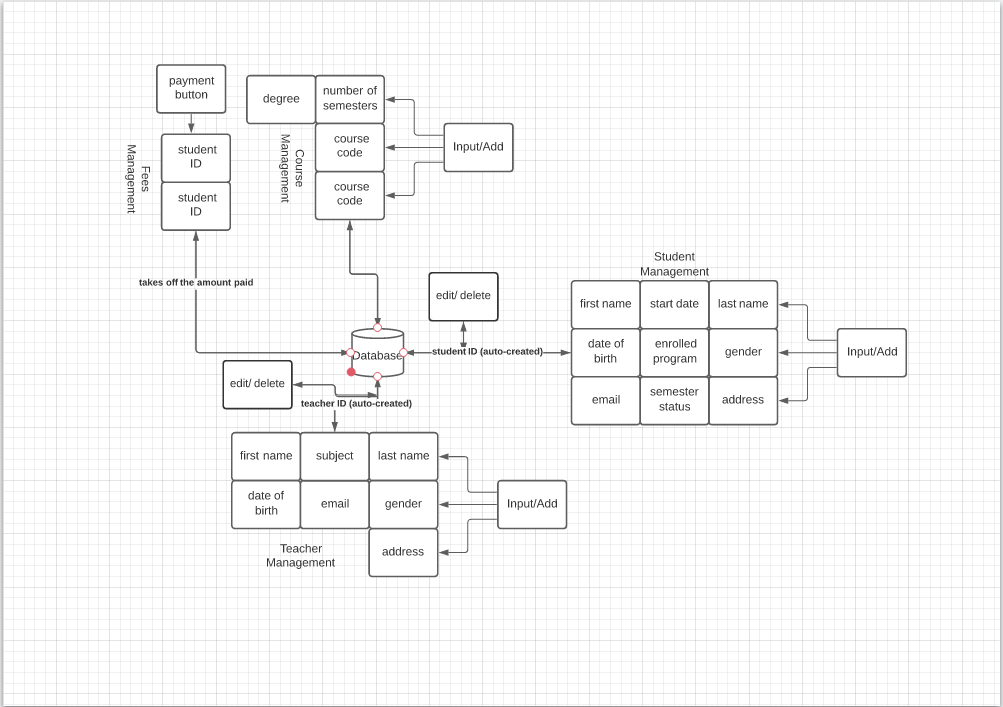 payment
button
degree
number of
semesters
student
ID
course
code
Input/Add
Fees
Management
Course
Management
student
ID
course
code
takes off the amount paid
Student
Management
edit/ delete
first name
start date
last name
Database
student ID (auto-created)
date of
birth
enrolled
program
gender
Input/Add
edit/ delete
teacher ID (auto-created)
email
semester
status
address
first name
subject
last name
date of
birth
email
gender
Input/Add
Teacher
Management
address